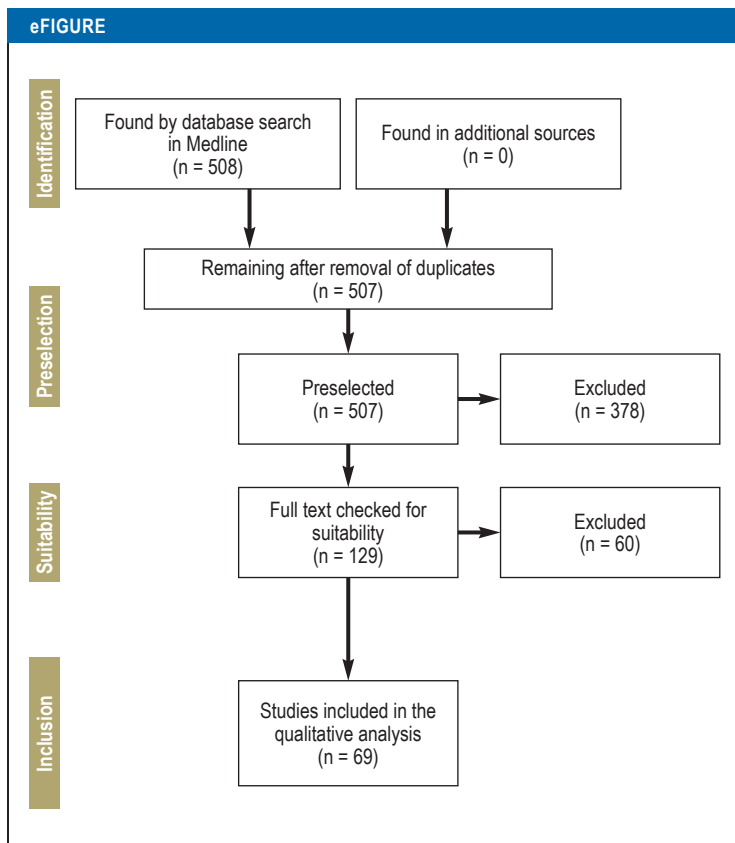 eFIGURE
Identification
Found by database search
in Medline
(n = 508)
Found in additional sources
(n = 0)
Remaining after removal of duplicates
(n = 507)
Preselection
Preselected
(n = 507)
Excluded
(n = 378)
Suitability
Full text checked for
suitability
(n = 129)
Excluded
(n = 60)
Inclusion
Studies included in the
qualitative analysis
(n = 69)